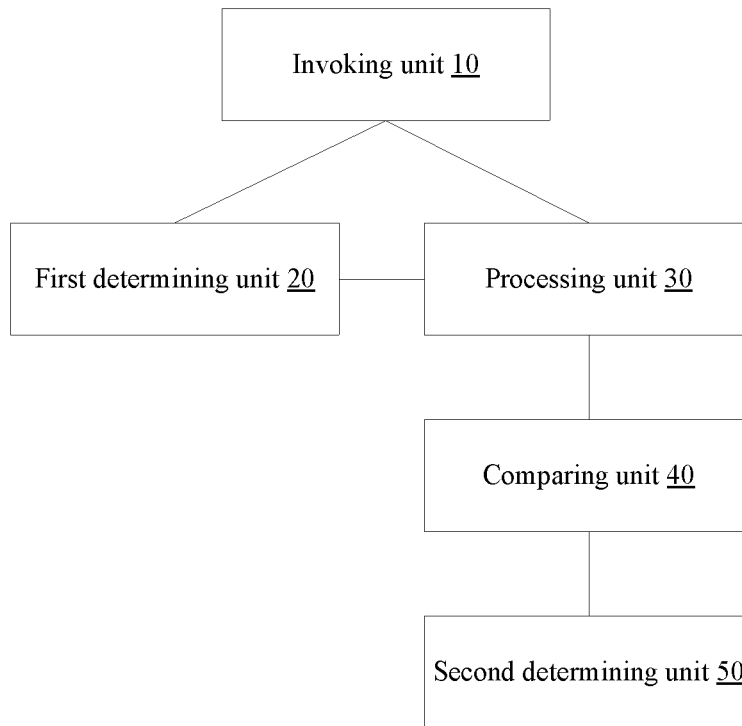 Invoking unit 10
First determining unit 20
Processing unit 30
Comparing unit 40
Second determining unit 50